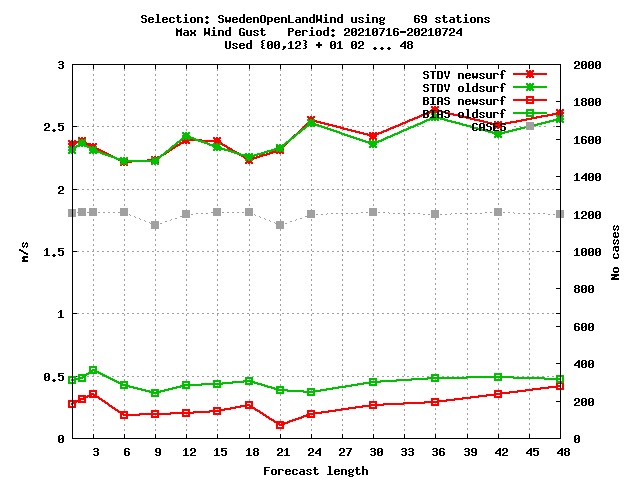 Selection: SwedenOpenLandWind using    69 stations
Max Wind Gust   Period: 20210716-20210724
Used {00,12} + 01 02 ... 48
STDV newsurf
STDV oldsurf
BIAS newsurf
BIAS oldsurf
CASES
3
2.5
2
1.5
1
0.5
0
m/s
2000
1800
1600
1400
1200
1000
800
600
400
200
0
No cases
3 6 9 12 15 18 21 24 27 30 33 36 39 42 45 48
Forecast length